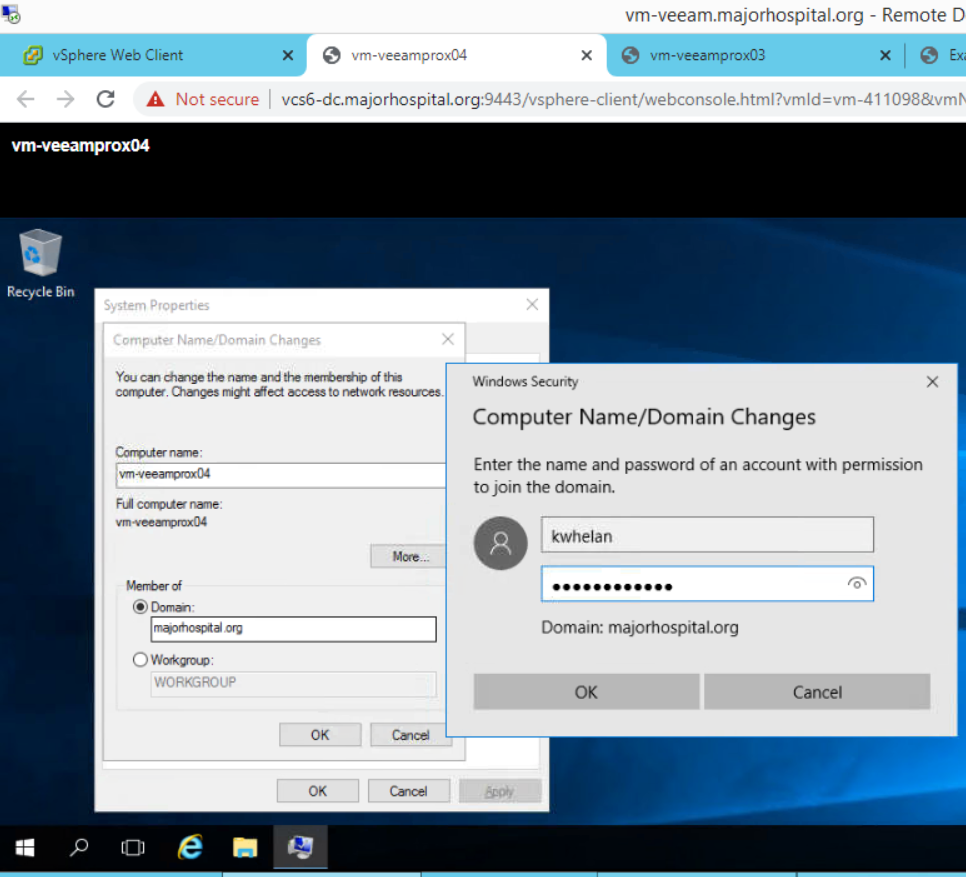 vm-veeam.majorhospital.org - Remote D
vSphere Web Client
vm-veeamprox04
vm-veeamprox03
Exa
Not secure
vcs6-dc.majorhospital.org:9443/vsphere-client/webconsole.html?vmId=vm-411098&vmN
vm-veeamprox04
Recycle Bin
System Properties
Computer Name/Domain Changes
You can change the name and the membership of this
computer. Changes might affect access to network resources.
Computer name:
vm-veeamprox04
Full computer name:
vm-veeamprox04
More...
Member of
Domain:
majorhospital.org
Workgroup:
WORKGROUP
OK
Cancel
OK
Cancel
Apply
Windows Security
Computer Name/Domain Changes
Enter the name and password of an account with permission
to join the domain.
kwhelan
••••••••••••
Domain: majorhospital.org
OK
Cancel